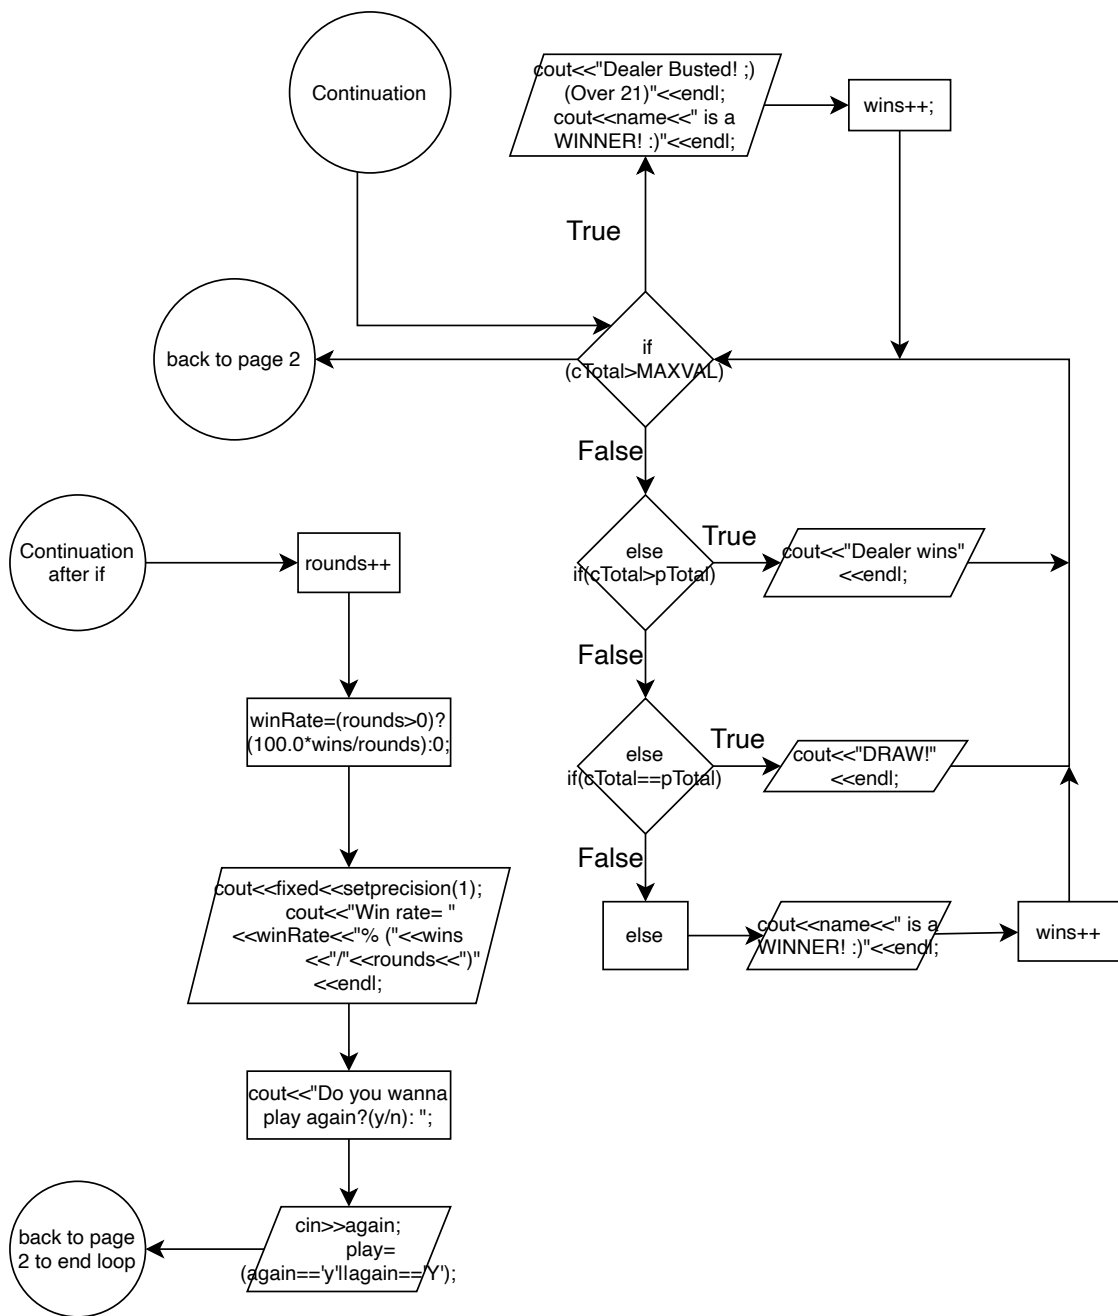 Continuation
cout<<"Dealer Busted! ;)
(Over 21)"<<endl;
cout<<name<<" is a
WINNER! :)"<<endl;
wins++;
True
back to page 2
if
(cTotal>MAXVAL)
False
Continuation
after if
rounds++
else
if(cTotal>pTotal)
True
cout<<"Dealer wins"
<<endl;
False
winRate=(rounds>0)?
(100.0*wins/rounds):0;
else
if(cTotal==pTotal)
True
cout<<"DRAW!"
<<endl;
False
cout<<fixed<<setprecision(1);
cout<<"Win rate= "
<<winRate<<"% ("<<wins
<<"/"<<rounds<<")"
<<endl;
else
cout<<name<<" is a
WINNER! :)"<<endl;
wins++
cout<<"Do you wanna
play again?(y/n): ";
back to page
2 to end loop
cin>>again;
play=
(again=='y'||again=='Y');